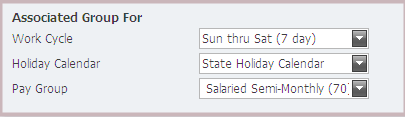 Associated Group For
Work Cycle Sun thru Sat (7 day)
Holiday Calendar State Holiday Calendar
Pay Group Salaried Semi-Monthly (70)